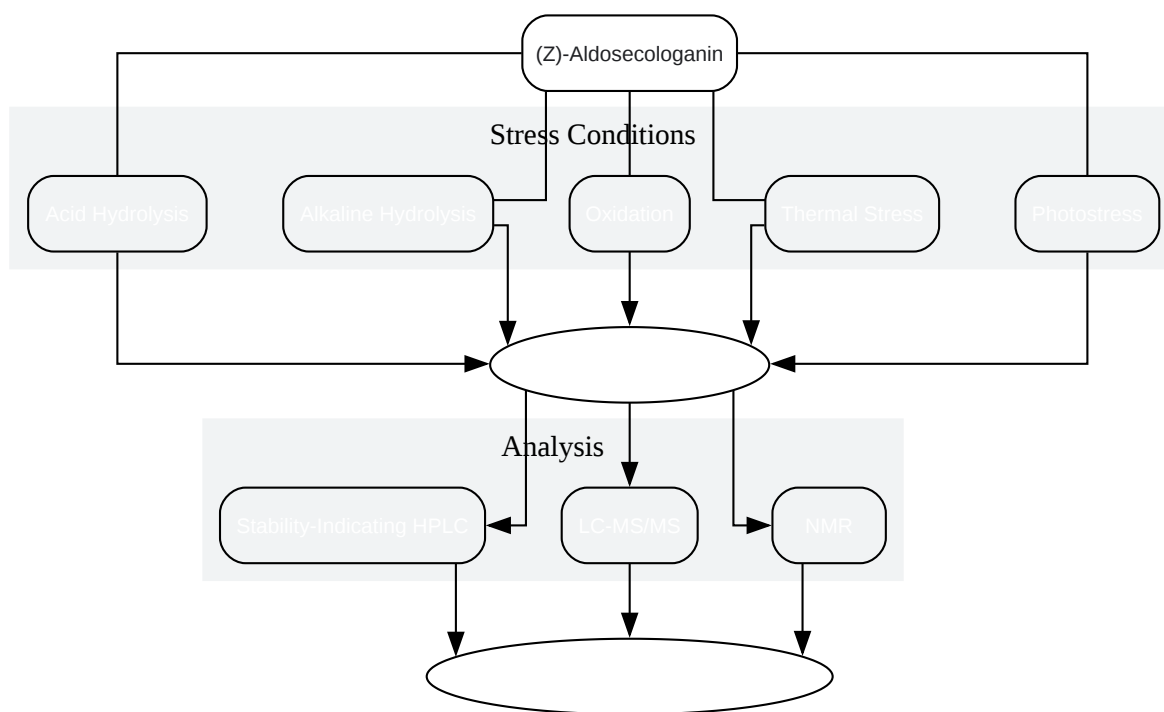 (Z)-Aldosecologanin
Stress Conditions
Acid Hydrolysis
Alkaline Hydrolysis
Oxidation
Thermal Stress
Photostress
Analysis
Stability-Indicating HPLC
LC-MS/MS
NMR